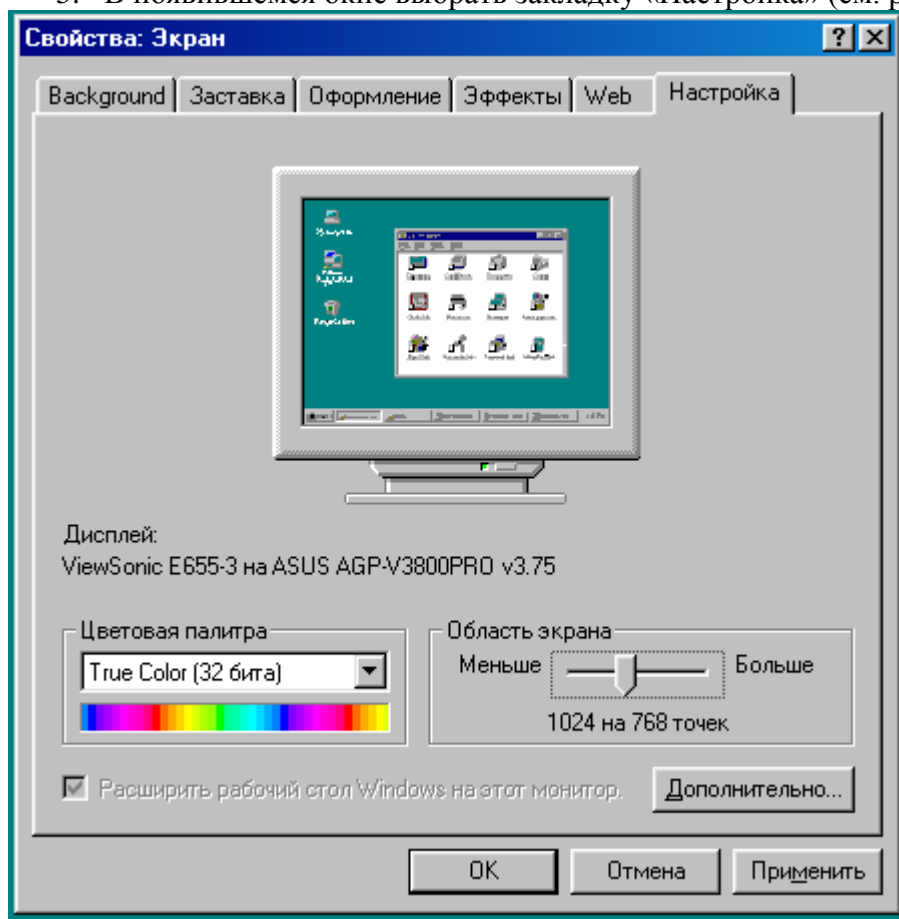 3. В появившемся окне выбрать закладку «Настройка» (см. р
Свойства: Экран
Background Заставка Оформление Эффекты Web Настройка
Дисплей:
ViewSonic E655-3 на ASUS AGP-V3800PRO v3.75
Цветовая палитра
Область экрана
True Color (32 бита)
Меньше Больше
1024 на 768 точек
Расширить рабочий стол Windows на этот монитор.
Дополнительно...
OK Отмена Применить